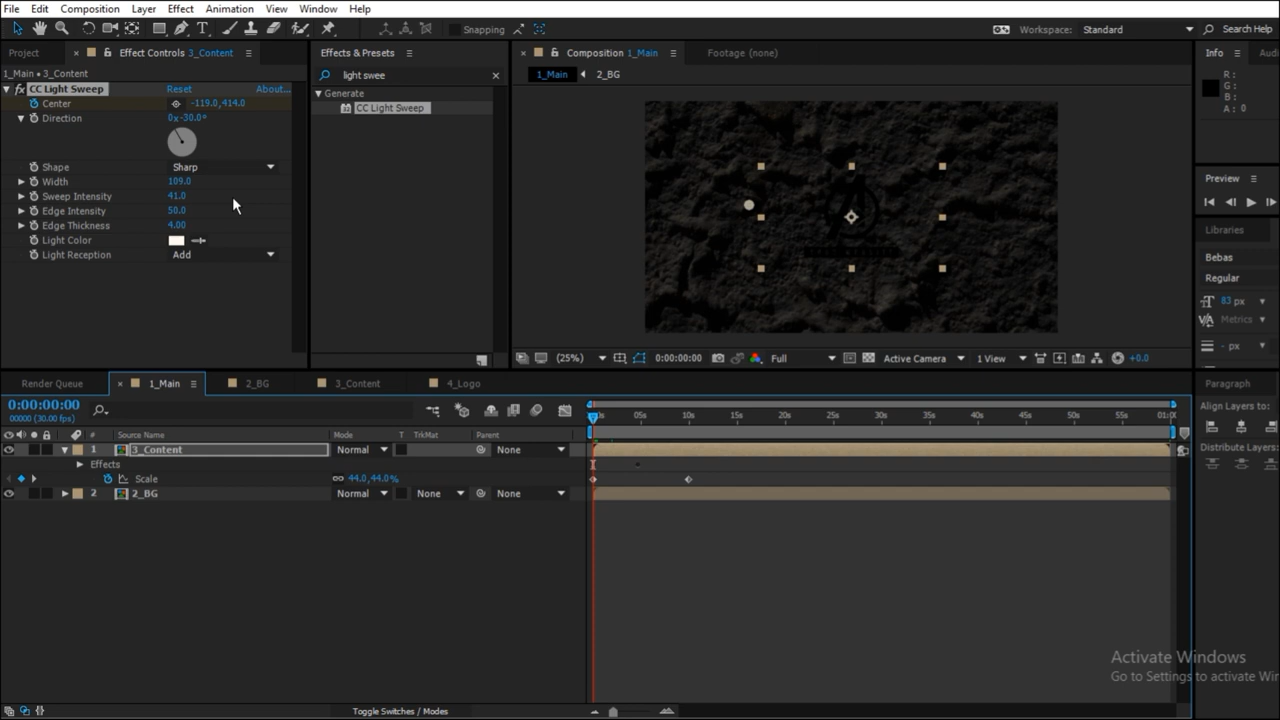 File Edit Composition Layer Effect Animation View Window Help
Snapping Workspace: Standard Search Help
Project Effect Controls 3_Content
Effects & Presets
Composition 1_Main
Footage (none)
Info
1_Main • 3_Content
fx CC Light Sweep Reset About...
Center -119.0,414.0
Direction 0x-30.0°
Shape Sharp
Width 109.0
Sweep Intensity 41.0
Edge Intensity 50.0
Edge Thickness 4.00
Light Color
Light Reception Add
light swee
Generate
CC Light Sweep
1_Main 2_BG
(25%) 0:00:00:00 Full Active Camera 1 View +0.0
R :
G :
B :
A : 0
Preview
Libraries
Bebas
Regular
83 px
Metrics
- px
Render Queue 1_Main 2_BG 3_Content 4_Logo
Paragraph
0:00:00:00
00000 (30.00 fps)
05s 10s 15s 20s 25s 30s 35s 40s 45s 50s 55s
Align Layers to:
# Source Name Mode T TrkMat Parent
Distribute Layers:
1 3_Content Normal None
Effects
Scale 44.0,44.0%
2 2_BG Normal None None
Activate Windows
Go to Settings to activate Win
Toggle Switches / Modes